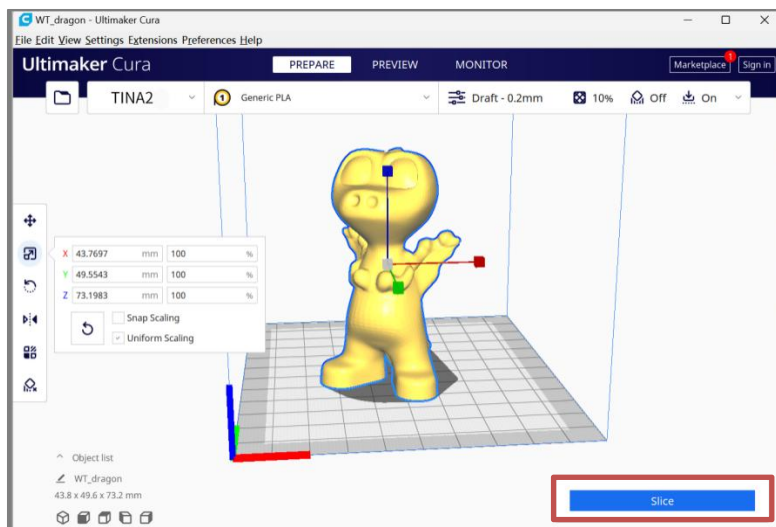 WT_dragon - Ultimaker Cura
File Edit View Settings Extensions Preferences Help
Ultimaker Cura PREPARE PREVIEW MONITOR Marketplace 1 Sign in
TINA2 1 Generic PLA Draft - 0.2mm 10% Off On
X 43.7697 mm 100 %
Y 49.5543 mm 100 %
Z 73.1983 mm 100 %
Snap Scaling
Uniform Scaling
Object list
WT_dragon
43.8 x 49.6 x 73.2 mm
Slice